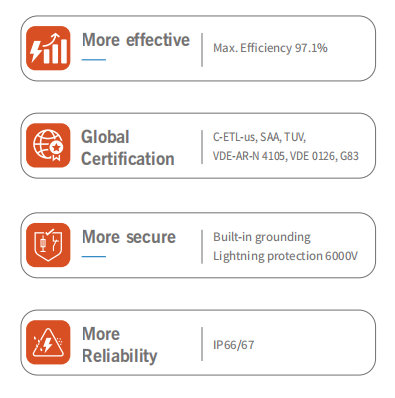 More effective
Max. Efficiency 97.1%
Global
Certification
C-ETL-us, SAA, TUV,
VDE-AR-N 4105, VDE 0126, G83
More secure
Built-in grounding
Lightning protection 6000V
More
Reliability
IP66/67